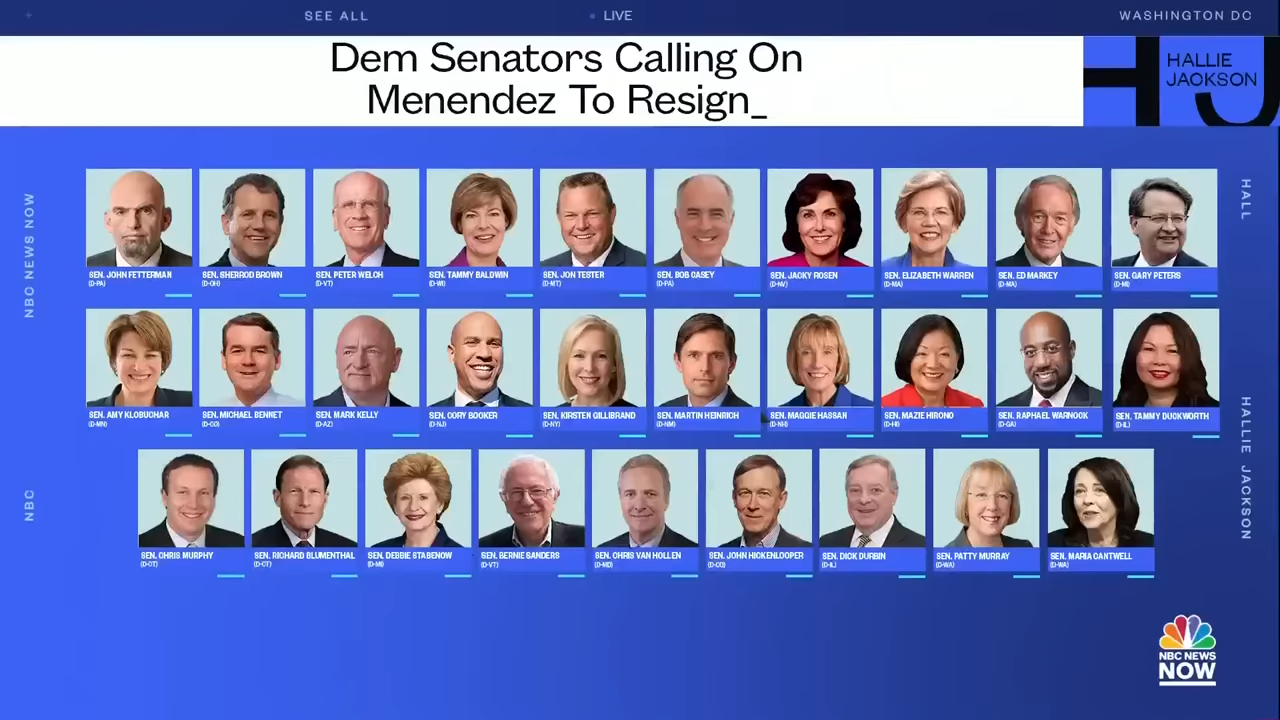 SEE ALL
LIVE
WASHINGTON DC
Dem Senators Calling On
Menendez To Resign_
HALLIE
JACKSON
HJ
NBC NEWS NOW
HALL
SEN. JOHN FETTERMAN
(D-PA)
SEN. SHERROD BROWN
(D-OH)
SEN. PETER WELCH
(D-VT)
SEN. TAMMY BALDWIN
(D-WI)
SEN. JON TESTER
(D-MT)
SEN. BOB CASEY
(D-PA)
SEN. JACKY ROSEN
(D-NV)
SEN. ELIZABETH WARREN
(D-MA)
SEN. ED MARKEY
(D-MA)
SEN. GARY PETERS
(D-MI)
SEN. AMY KLOBUCHAR
(D-MN)
SEN. MICHAEL BENNET
(D-CO)
SEN. MARK KELLY
(D-AZ)
SEN. CORY BOOKER
(D-NJ)
SEN. KIRSTEN GILLIBRAND
(D-NY)
SEN. MARTIN HEINRICH
(D-NM)
SEN. MAGGIE HASSAN
(D-NH)
SEN. MAZIE HIRONO
(D-HI)
SEN. RAPHAEL WARNOCK
(D-GA)
SEN. TAMMY DUCKWORTH
(D-IL)
NBC
HALLIE JACKSON
SEN. CHRIS MURPHY
(D-CT)
SEN. RICHARD BLUMENTHAL
(D-CT)
SEN. DEBBIE STABENOW
(D-MI)
SEN. BERNIE SANDERS
(D-VT)
SEN. CHRIS VAN HOLLEN
(D-MD)
SEN. JOHN HICKENLOOPER
(D-CO)
SEN. DICK DURBIN
(D-IL)
SEN. PATTY MURRAY
(D-WA)
SEN. MARIA CANTWELL
(D-WA)
NBC NEWS
NOW